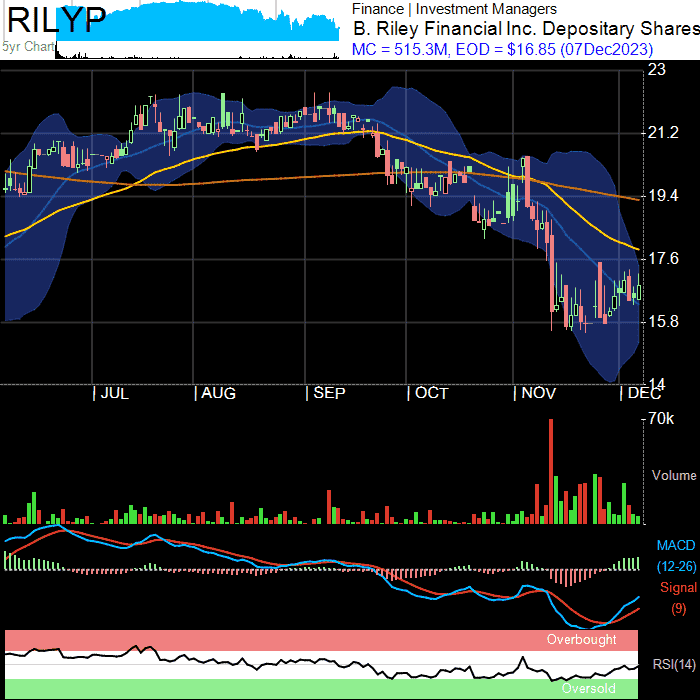 RILYP
5yr Chart
Finance | Investment Managers
B. Riley Financial Inc. Depositary Shares
MC = 515.3M, EOD = $16.85 (07Dec2023)
23
21.2
19.4
17.6
15.8
14
JUL AUG SEP OCT NOV DEC
70k
Volume
MACD
(12-26)
Signal
(9)
Overbought
RSI(14)
Oversold